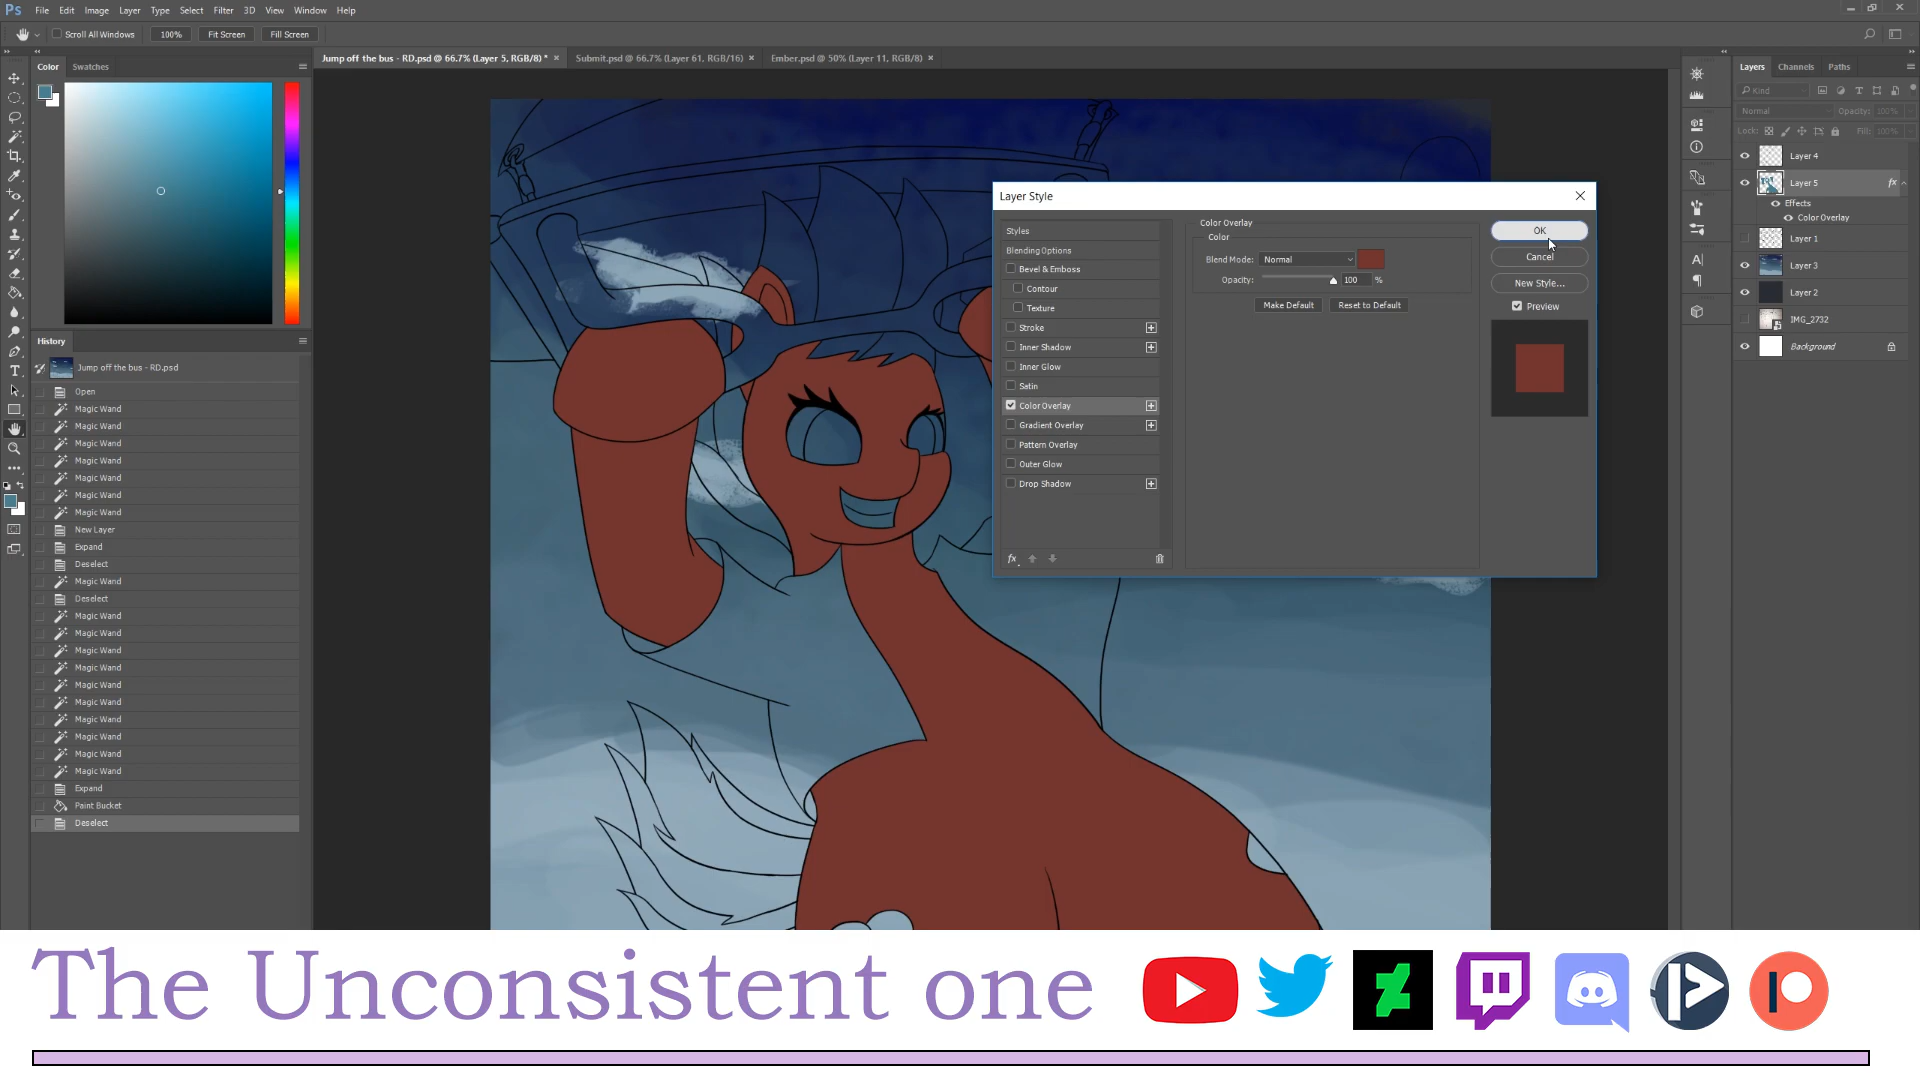 Ps File Edit Image Layer Type Select Filter 3D View Window Help
Scroll All Windows 100% Fit Screen Fill Screen
Jump off the bus - RD.psd @ 66.7% (Layer 5, RGB/8) * × Submit.psd @ 66.7% (Layer 61, RGB/16) × Ember.psd @ 50% (Layer 11, RGB/8) ×
Color Swatches
History
Jump off the bus - RD.psd
Open
Magic Wand
Magic Wand
Magic Wand
Magic Wand
Magic Wand
Magic Wand
Magic Wand
New Layer
Expand
Deselect
Magic Wand
Deselect
Magic Wand
Magic Wand
Magic Wand
Magic Wand
Magic Wand
Magic Wand
Magic Wand
Magic Wand
Magic Wand
Magic Wand
Expand
Paint Bucket
Deselect
Layer Style
Styles
Blending Options
Bevel & Emboss
Contour
Texture
Stroke
Inner Shadow
Inner Glow
Satin
Color Overlay
Gradient Overlay
Pattern Overlay
Outer Glow
Drop Shadow
fx
Color Overlay
Color
Blend Mode: Normal
Opacity: 100 %
Make Default Reset to Default
OK
Cancel
New Style...
Preview
Layers Channels Paths
Kind
Normal Opacity: 100%
Lock: Fill: 100%
Layer 4
Layer 5 fx
Effects
Color Overlay
Layer 1
Layer 3
Layer 2
IMG_2732
Background
The Unconsistent one